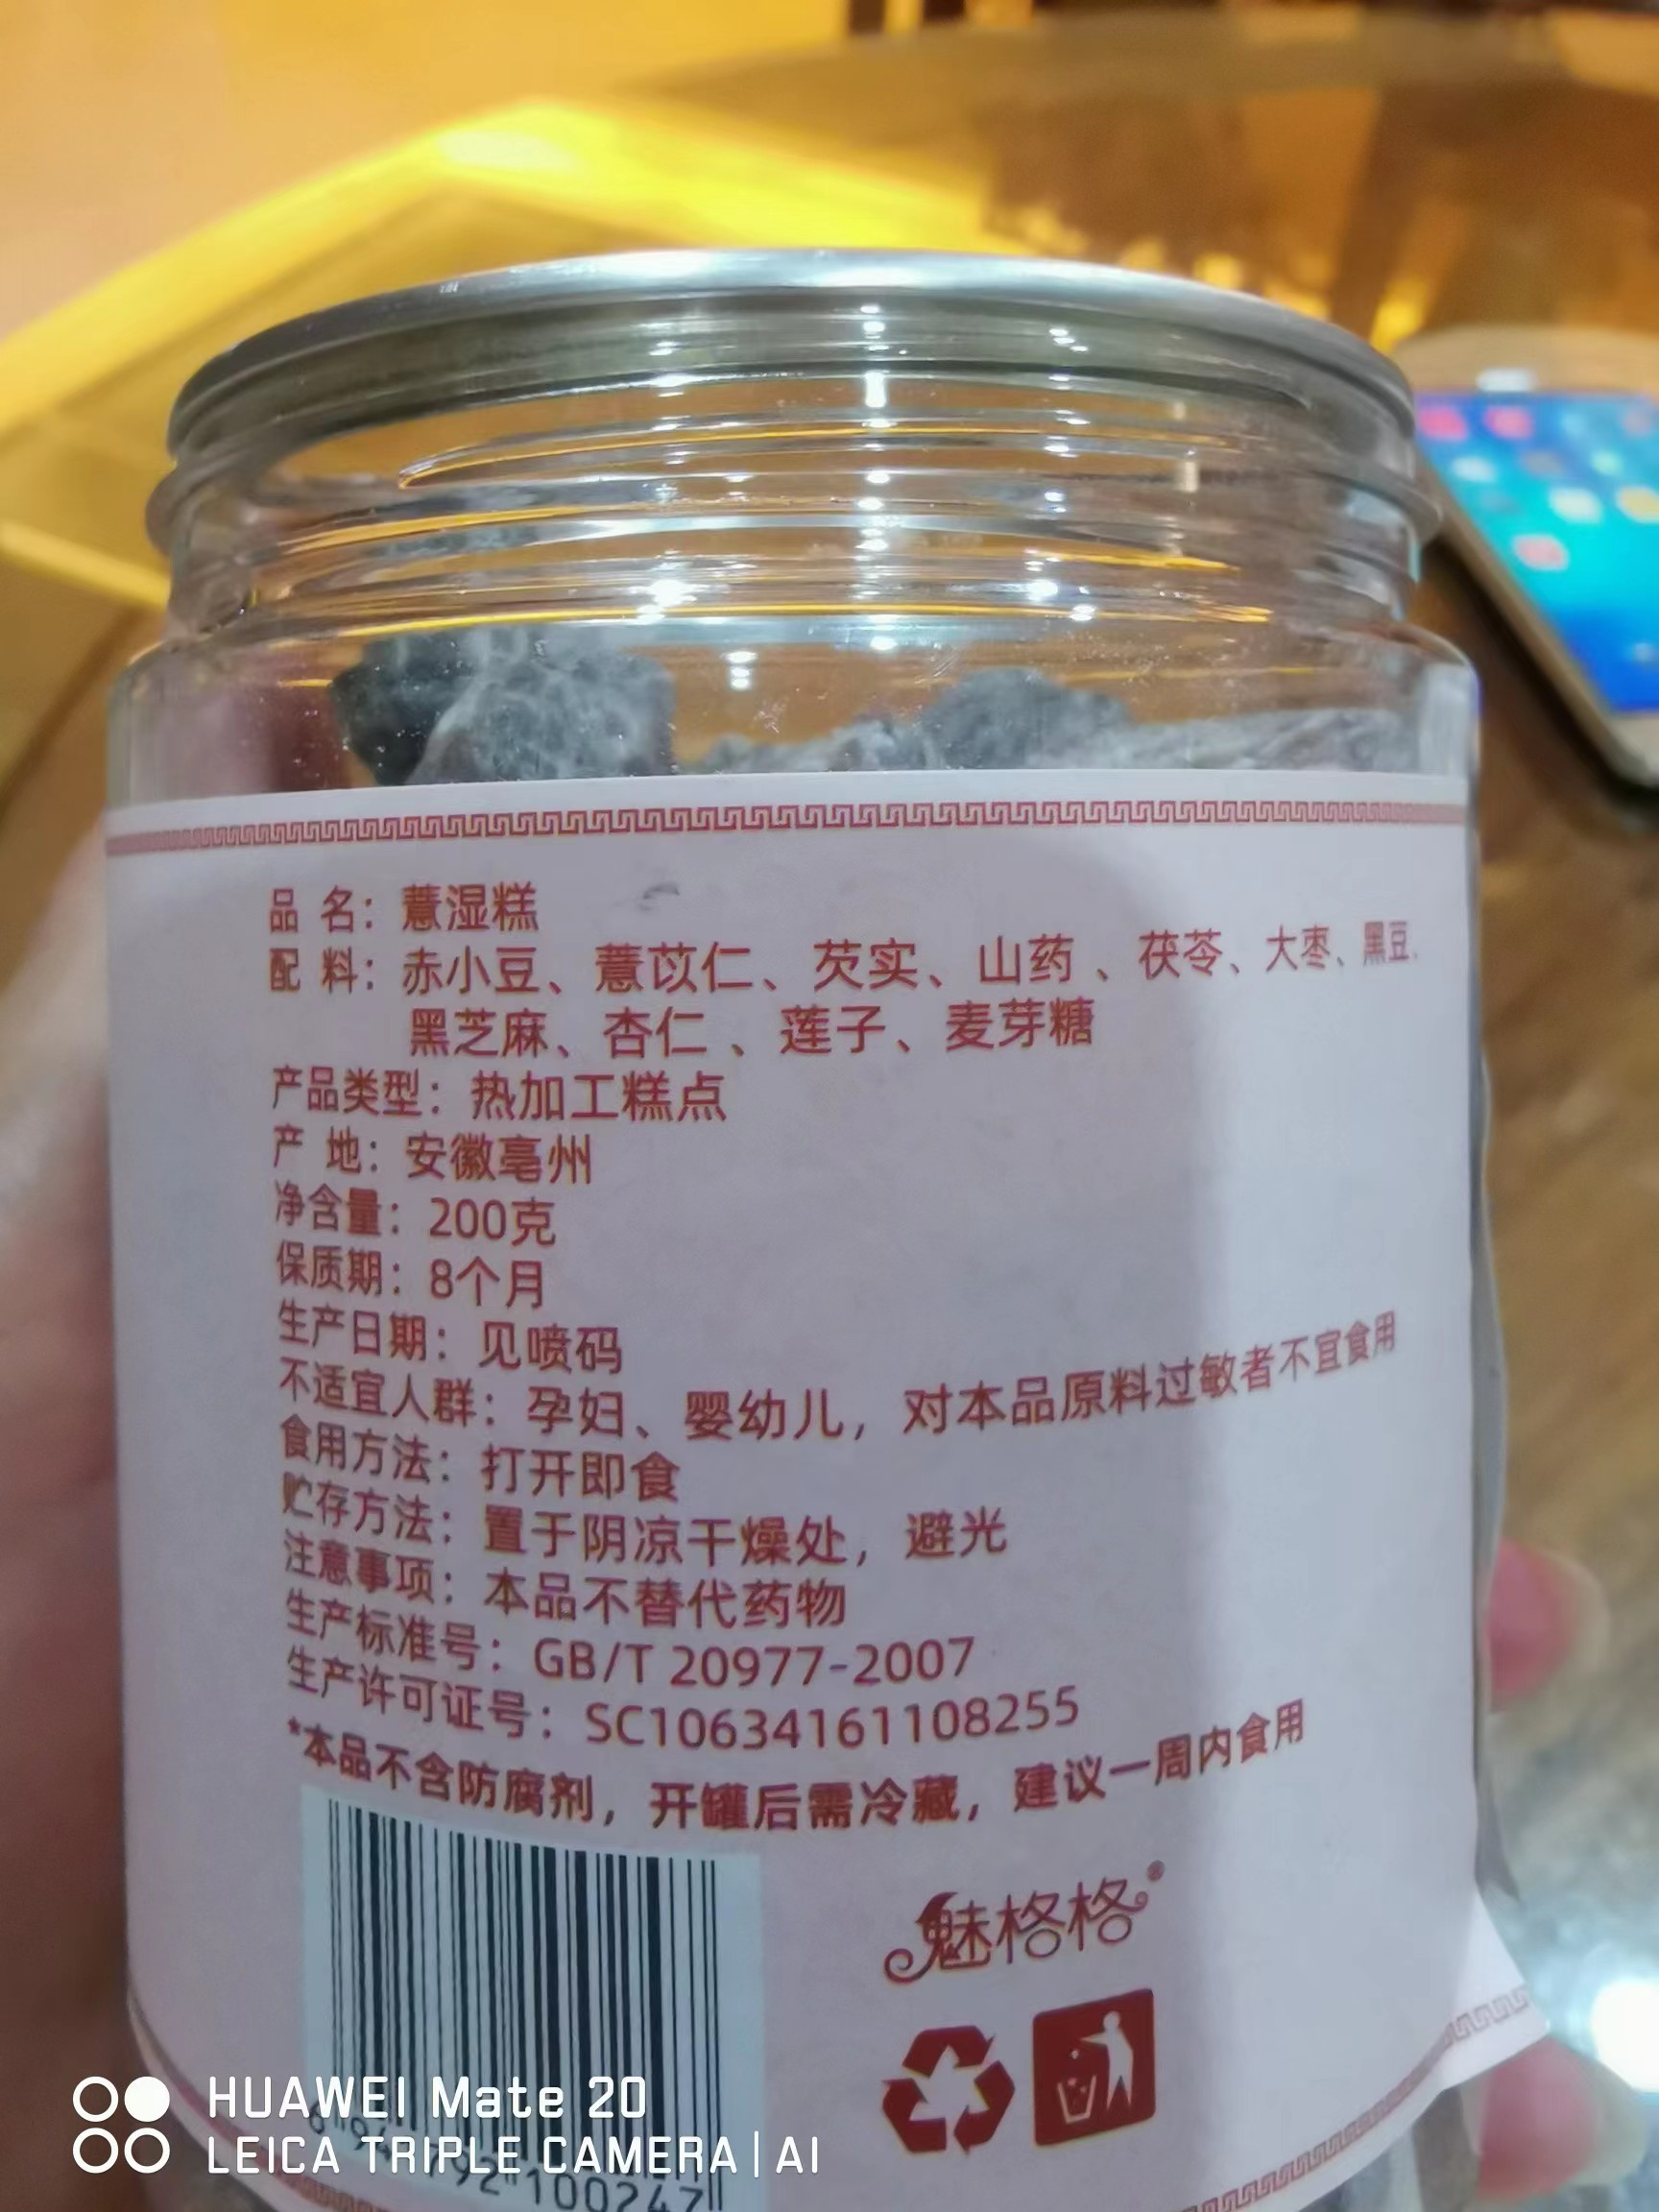 品 名：薏湿糕
配 料：赤小豆、薏苡仁、芡实、山药、茯苓、大枣、黑豆、
黑芝麻、杏仁、莲子、麦芽糖
产品类型：热加工糕点
产 地：安徽亳州
净含量：200克
保质期：8个月
生产日期：见喷码
不适宜人群：孕妇、婴幼儿，对本品原料过敏者不宜食用
食用方法：打开即食
贮存方法：置于阴凉干燥处，避光
注意事项：本品不替代药物
生产标准号：GB/T 20977-2007
生产许可证号：SC10634161108255
*本品不含防腐剂，开罐后需冷藏，建议一周内食用
魅格格®
HUAWEI Mate 20
LEICA TRIPLE CAMERA | AI